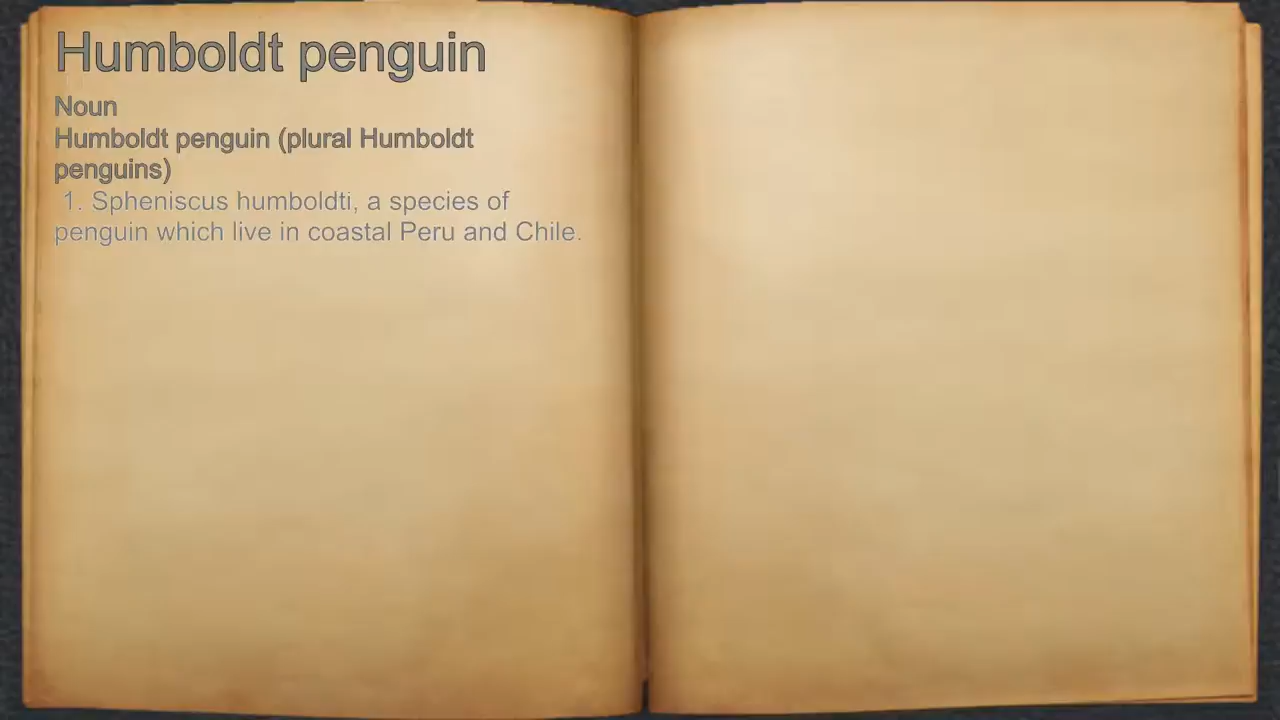 Humboldt penguin
Noun
Humboldt penguin (plural Humboldt
penguins)
1. Spheniscus humboldti, a species of
penguin which live in coastal Peru and Chile.